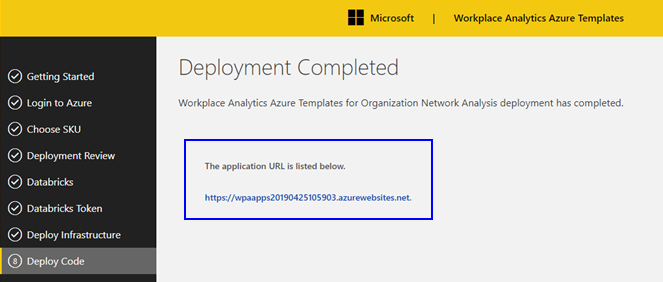 Microsoft | Workplace Analytics Azure Templates
Getting Started
Login to Azure
Choose SKU
Deployment Review
Databricks
Databricks Token
Deploy Infrastructure
8 Deploy Code
Deployment Completed
Workplace Analytics Azure Templates for Organization Network Analysis deployment has completed.
The application URL is listed below.
https://wpaapps20190425105903.azurewebsites.net.